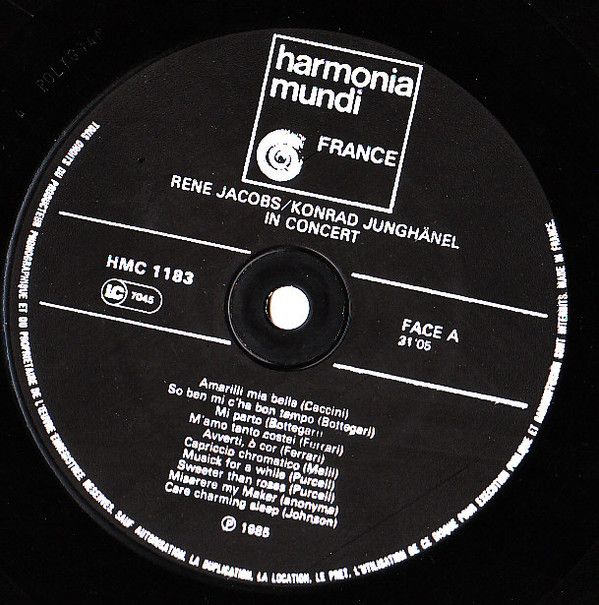 harmonia
mundi
FRANCE
RENE JACOBS/KONRAD JUNGHÄNEL
IN CONCERT
HMC 1183
LC 7045
FACE A
31'05
Amarilli mia bella (Caccini)
So ben mi c'ha bon tempo (Bottegari)
Mi parto (Bottegari)
M'amo tanto costei (Ferrari)
Avverti, ò cor (Ferrari)
Capriccio chromatico (Melli)
Musick for a while (Purcell)
Sweeter than roses (Purcell)
Miserere my Maker (anonyme)
Care charming sleep (Johnson)
Ⓟ 1985
TOUS DROITS DU PRODUCTEUR PHONOGRAPHIQUE ET DU PROPRIETAIRE DE L'ŒUVRE ENREGISTREE RESERVES. SAUF AUTORISATION, LA DUPLICATION, LA LOCATION, LE PRET, L'UTILISATION DE CE DISQUE POUR EXECUTION PUBLIQUE ET RADIODIFFUSION SONT INTERDITS. MADE IN FRANCE